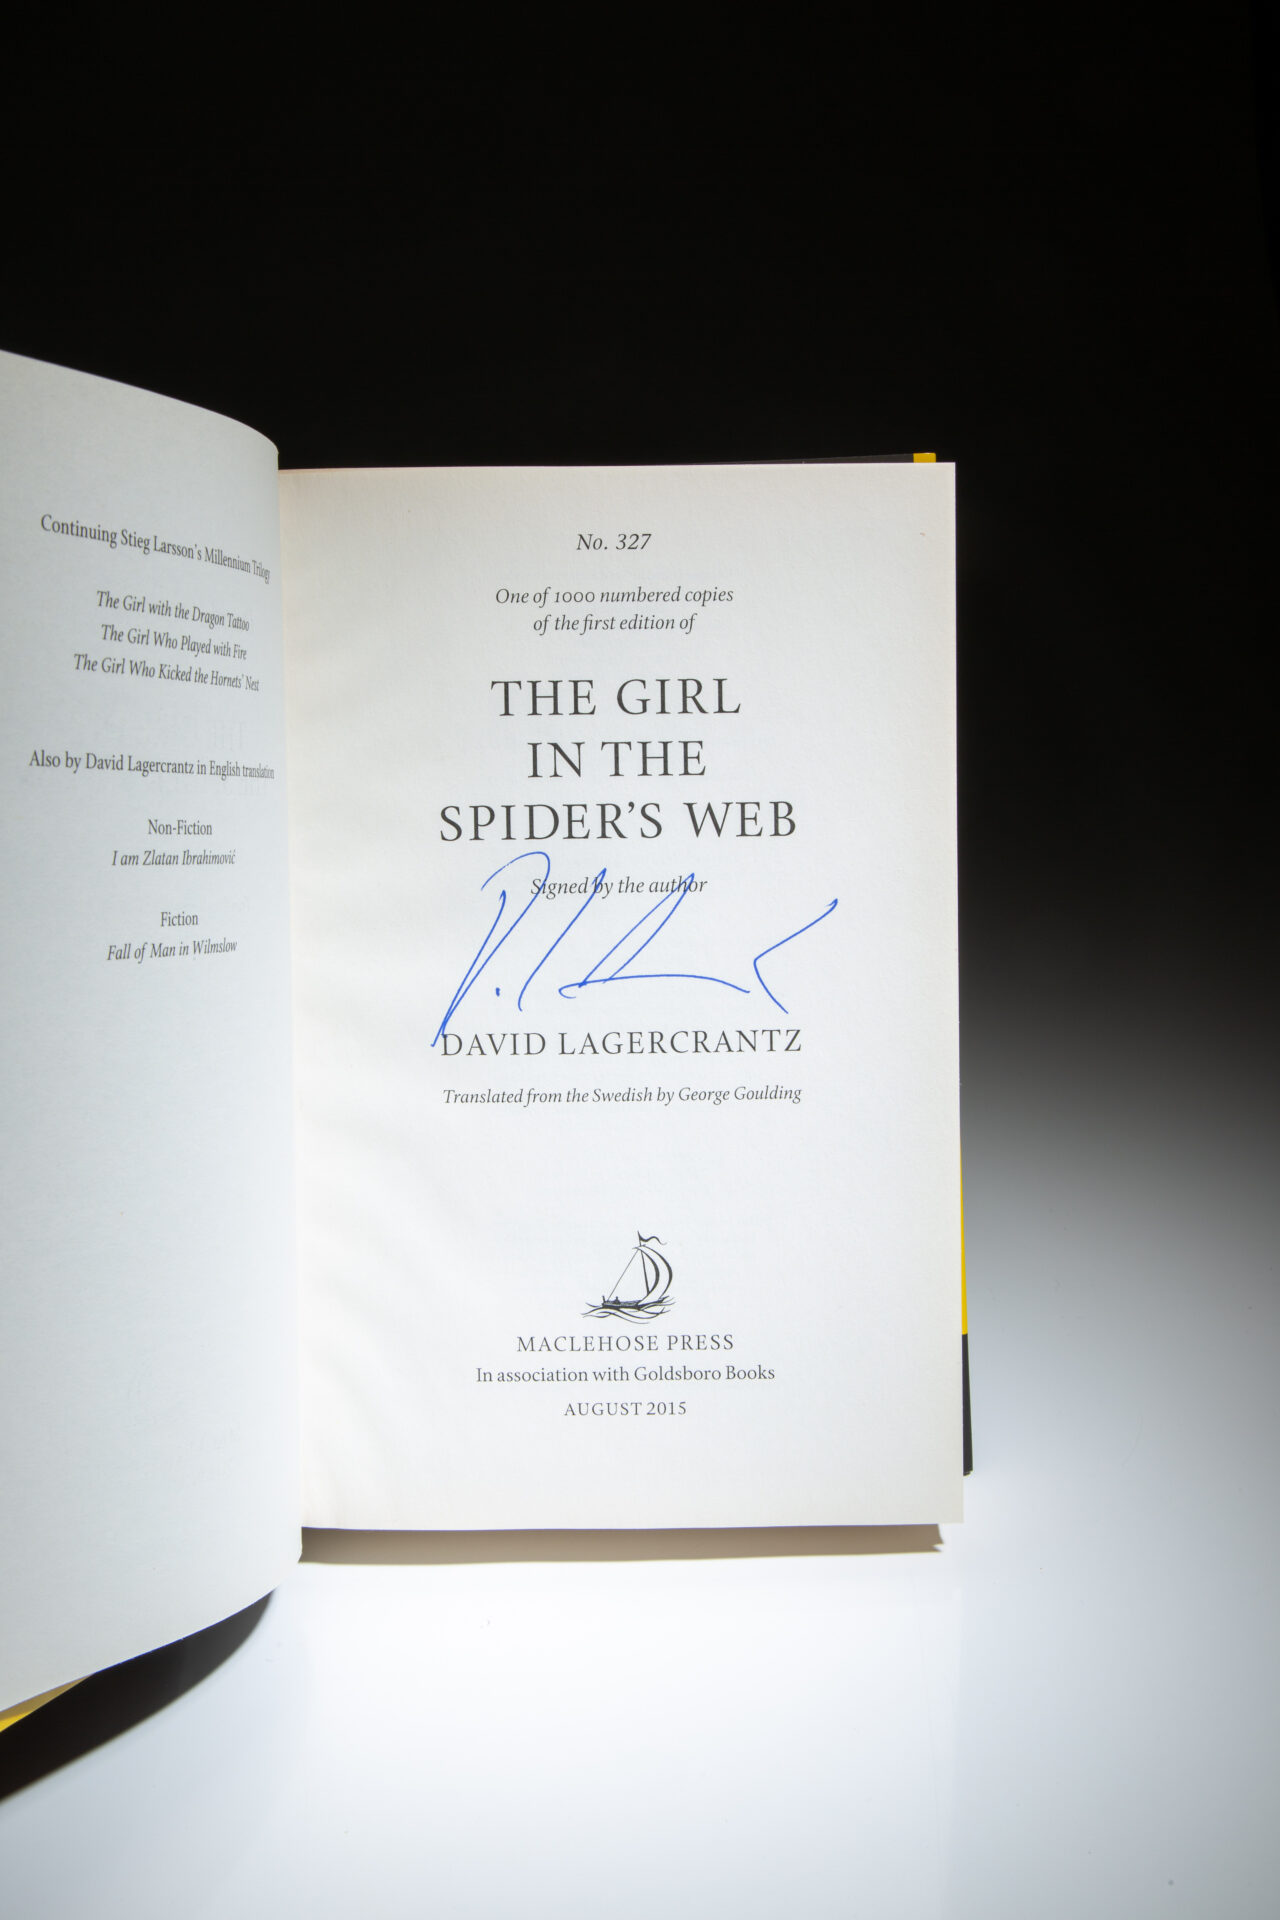 Continuing Stieg Larsson's Millennium Trilogy
The Girl with the Dragon Tattoo
The Girl Who Played with Fire
The Girl Who Kicked the Hornets' Nest
Also by David Lagercrantz in English translation
Non-Fiction
I am Zlatan Ibrahimović
Fiction
Fall of Man in Wilmslow
No. 327
One of 1000 numbered copies
of the first edition of
THE GIRL
IN THE
SPIDER'S WEB
Signed by the author
DAVID LAGERCRANTZ
Translated from the Swedish by George Goulding
MACLEHOSE PRESS
In association with Goldsboro Books
AUGUST 2015